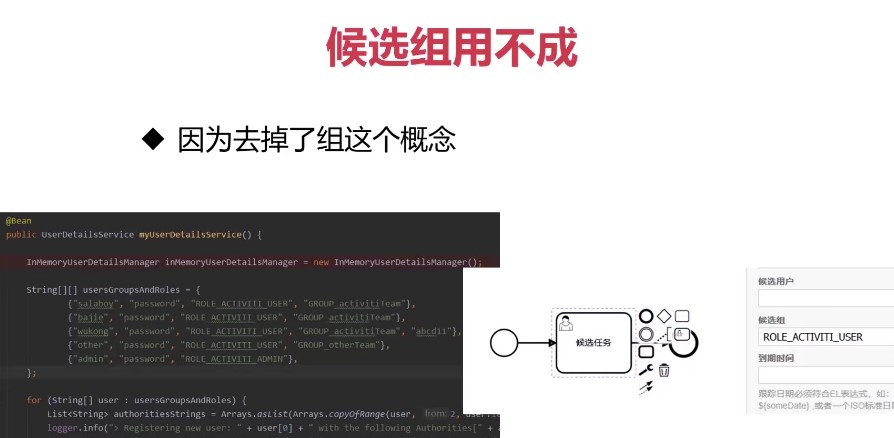 候选组用不成
◆ 因为去掉了组这个概念
@Bean
public UserDetailsService myUserDetailsService() {
InMemoryUserDetailsManager inMemoryUserDetailsManager = new InMemoryUserDetailsManager();
String[][] usersGroupsAndRoles = {
{"salaboy", "password", "ROLE_ACTIVITI_USER", "GROUP_activitiTeam"},
{"bajie", "password", "ROLE_ACTIVITI_USER", "GROUP_activitiTeam"},
{"wukong", "password", "ROLE_ACTIVITI_USER", "GROUP_activitiTeam", "abcd11"},
{"other", "password", "ROLE_ACTIVITI_USER", "GROUP_otherTeam"},
{"admin", "password", "ROLE_ACTIVITI_ADMIN"},
};
for (String[] user : usersGroupsAndRoles) {
List<String> authoritiesStrings = Arrays.asList(Arrays.copyOfRange(user, from: 2,
logger.info("> Registering new user: " + user[0] + " with the following Authorities[" +
候选任务
候选用户
候选组
ROLE_ACTIVITI_USER
到期时间
跟踪日期必须符合EL表达式，如：
${someDate} ,或者一个ISO标准日